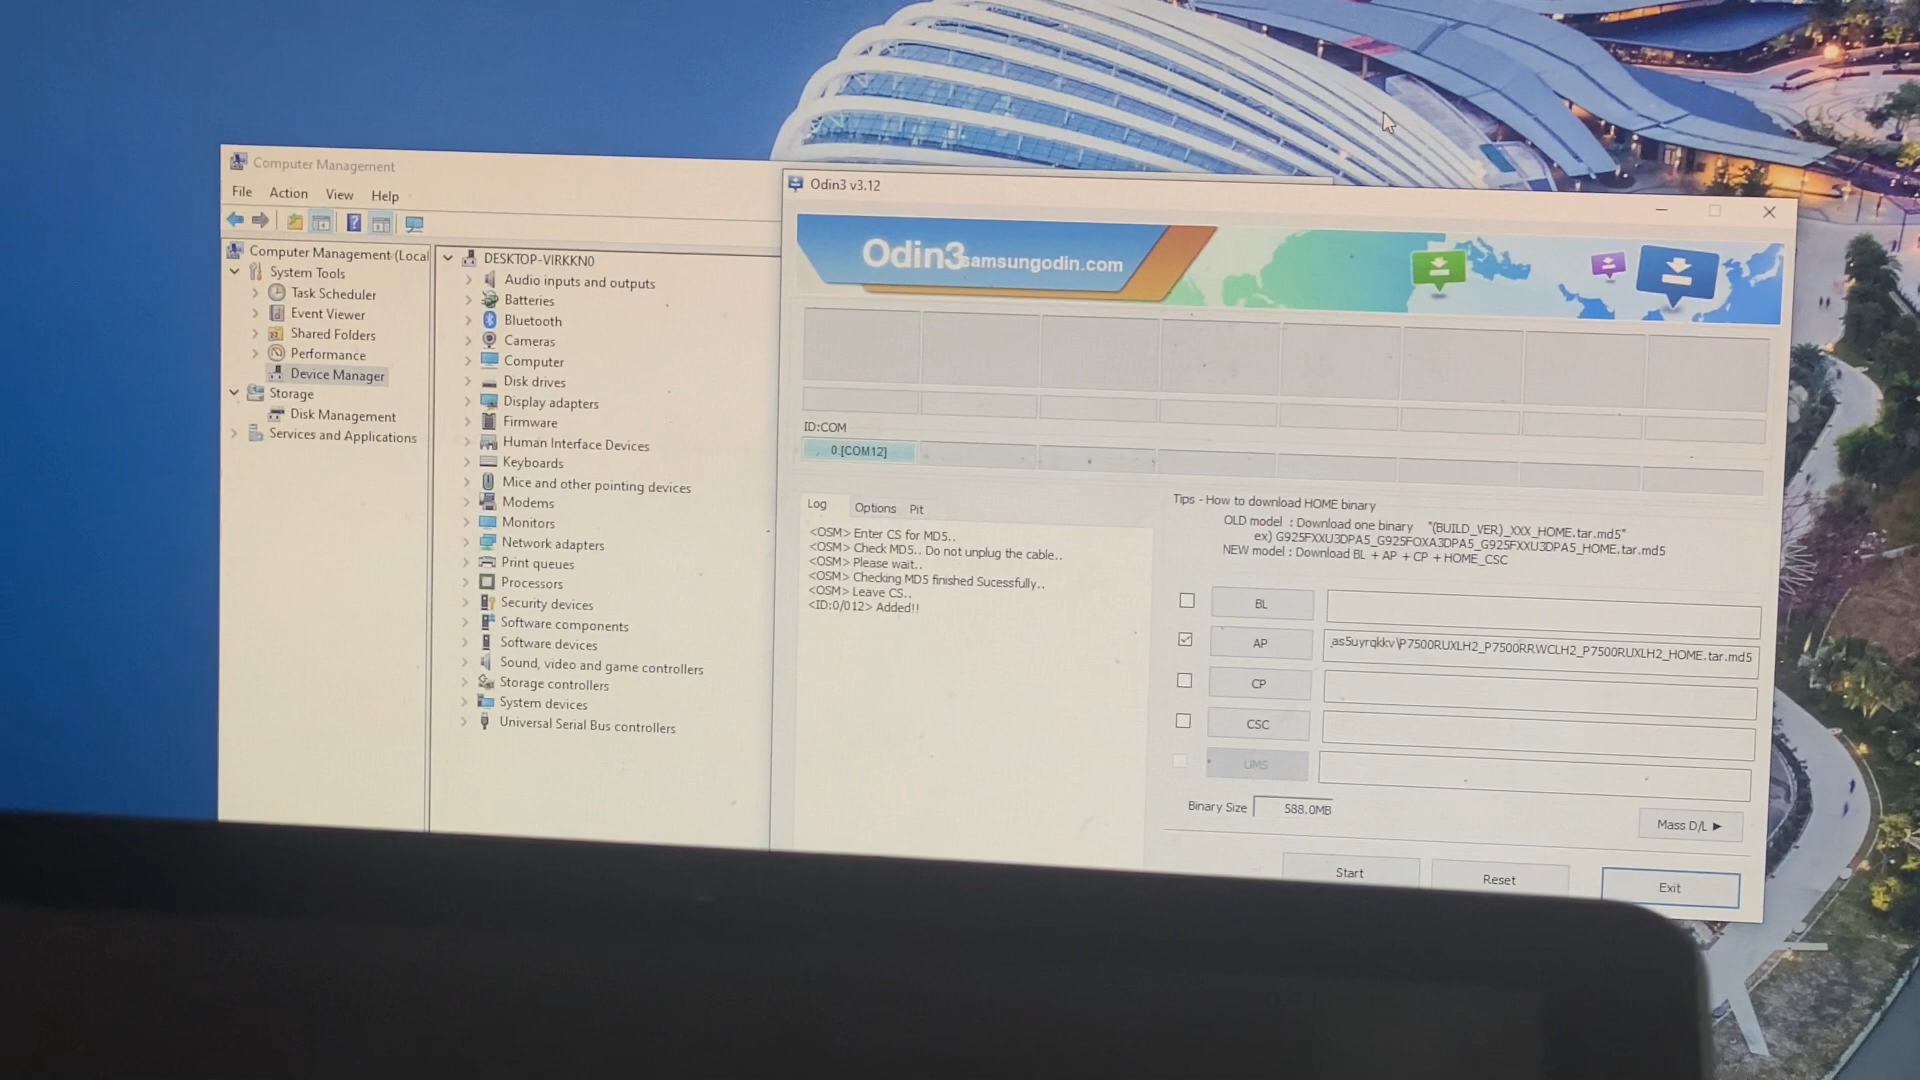 Computer Management
File Action View Help
Computer Management (Local
System Tools
Task Scheduler
Event Viewer
Shared Folders
Performance
Device Manager
Storage
Disk Management
Services and Applications
DESKTOP-VIRKKN0
Audio inputs and outputs
Batteries
Bluetooth
Cameras
Computer
Disk drives
Display adapters
Firmware
Human Interface Devices
Keyboards
Mice and other pointing devices
Modems
Monitors
Network adapters
Print queues
Processors
Security devices
Software components
Software devices
Sound, video and game controllers
Storage controllers
System devices
Universal Serial Bus controllers
Odin3 v3.12
Odin3 samsungodin.com
ID:COM
0:[COM12]
Log Options Pit
<OSM> Enter CS for MD5..
<OSM> Check MD5.. Do not unplug the cable..
<OSM> Please wait..
<OSM> Checking MD5 finished Sucessfully..
<OSM> Leave CS..
<ID:0/012> Added!!
Tips - How to download HOME binary
OLD model : Download one binary "(BUILD_VER)_XXX_HOME.tar.md5"
ex) G925FXXU3DPA5_G925FOXA3DPA5_G925FXXU3DPA5_HOME.tar.md5
NEW model : Download BL + AP + CP + HOME_CSC
BL
AP as5uyrqkkv\P7500RUXLH2_P7500RRWCLH2_P7500RUXLH2_HOME.tar.md5
CP
CSC
UMS
Binary Size 588.0MB
Mass D/L ▶
Start Reset Exit